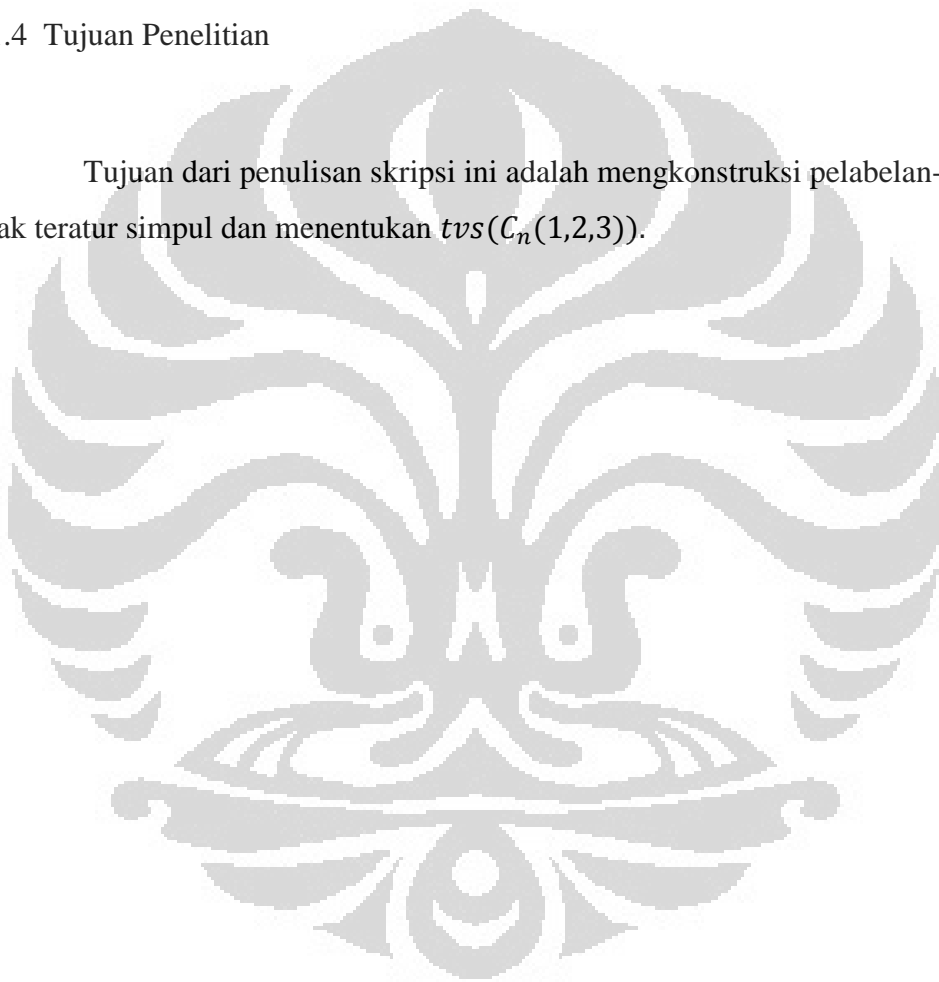 .4 Tujuan Penelitian
Tujuan dari penulisan skripsi ini adalah mengkonstruksi pelabelan-
ak teratur simpul dan menentukan tvs(Cₙ(1,2,3)).